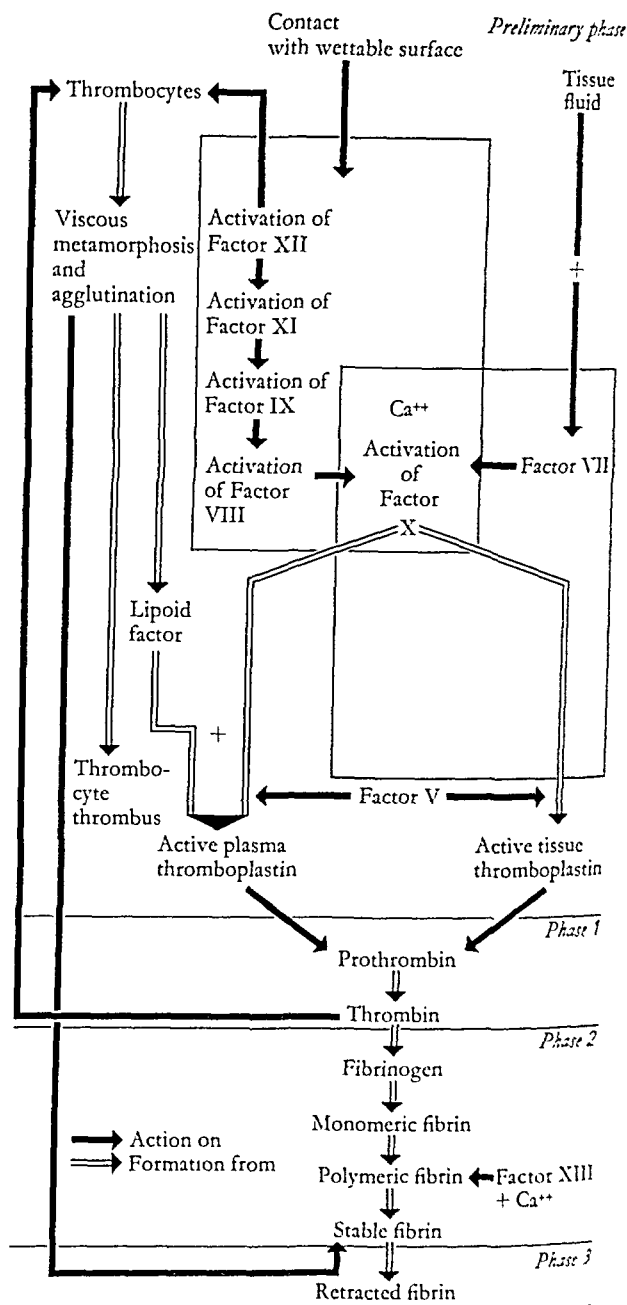 Contact
with wettable surface
Preliminary phase
Thrombocytes
Tissue
fluid
Viscous
metamorphosis
and
agglutination
Activation of
Factor XII
Activation of
Factor XI
Activation of
Factor IX
Activation
of Factor
VIII
Ca++
Activation
of
Factor
X
+
Factor VII
Lipoid
factor
+
Thrombo-
cyte
thrombus
Factor V
Active plasma
thromboplastin
Active tissue
thromboplastin
Phase 1
Prothrombin
Thrombin
Phase 2
Fibrinogen
Monomeric fibrin
Action on
Formation from
Polymeric fibrin
Factor XIII
+ Ca++
Stable fibrin
Phase 3
Retracted fibrin